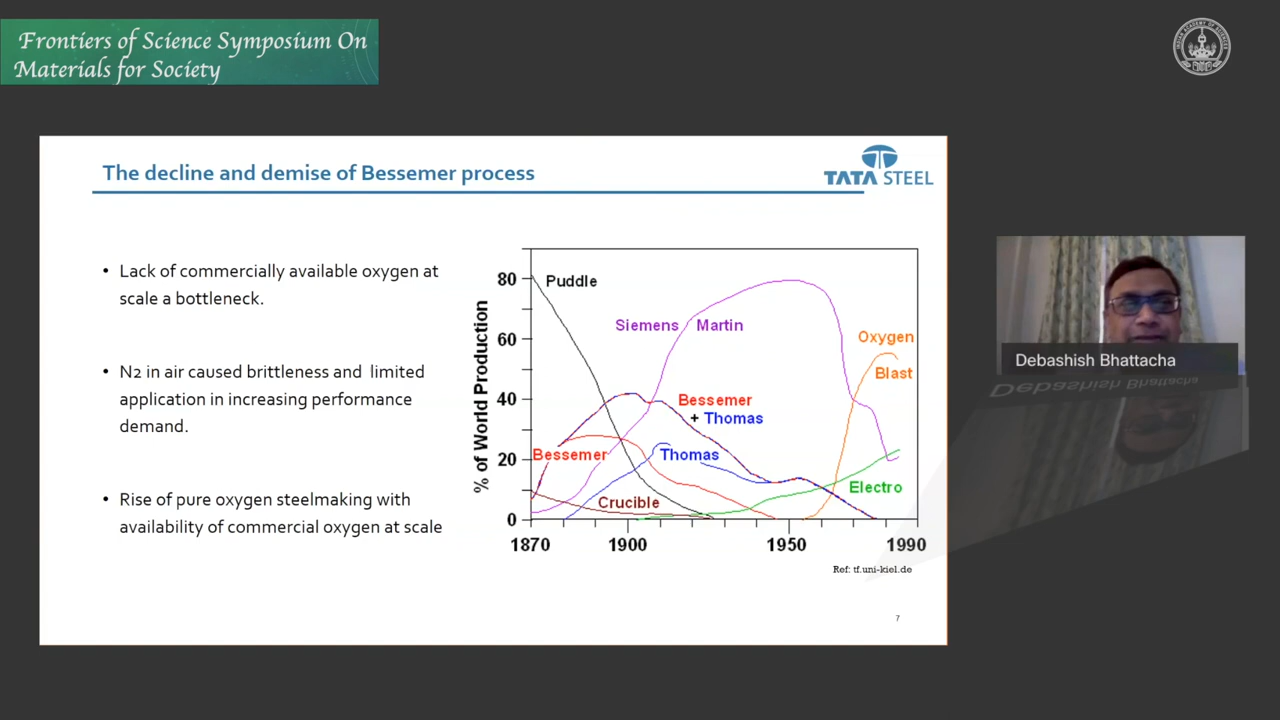 Frontiers of Science Symposium On
Materials for Society
The decline and demise of Bessemer process
TATA STEEL
• Lack of commercially available oxygen at
scale a bottleneck.
• N2 in air caused brittleness and limited
application in increasing performance
demand.
• Rise of pure oxygen steelmaking with
availability of commercial oxygen at scale
% of World Production
80
60
40
20
0
Puddle
Siemens Martin
Oxygen
Blast
Bessemer
+ Thomas
Bessemer
Thomas
Electro
Crucible
1870
1900
1950
1990
Ref: tf.uni-kiel.de
7
Debashish Bhattacha
Debashish Bhattacha